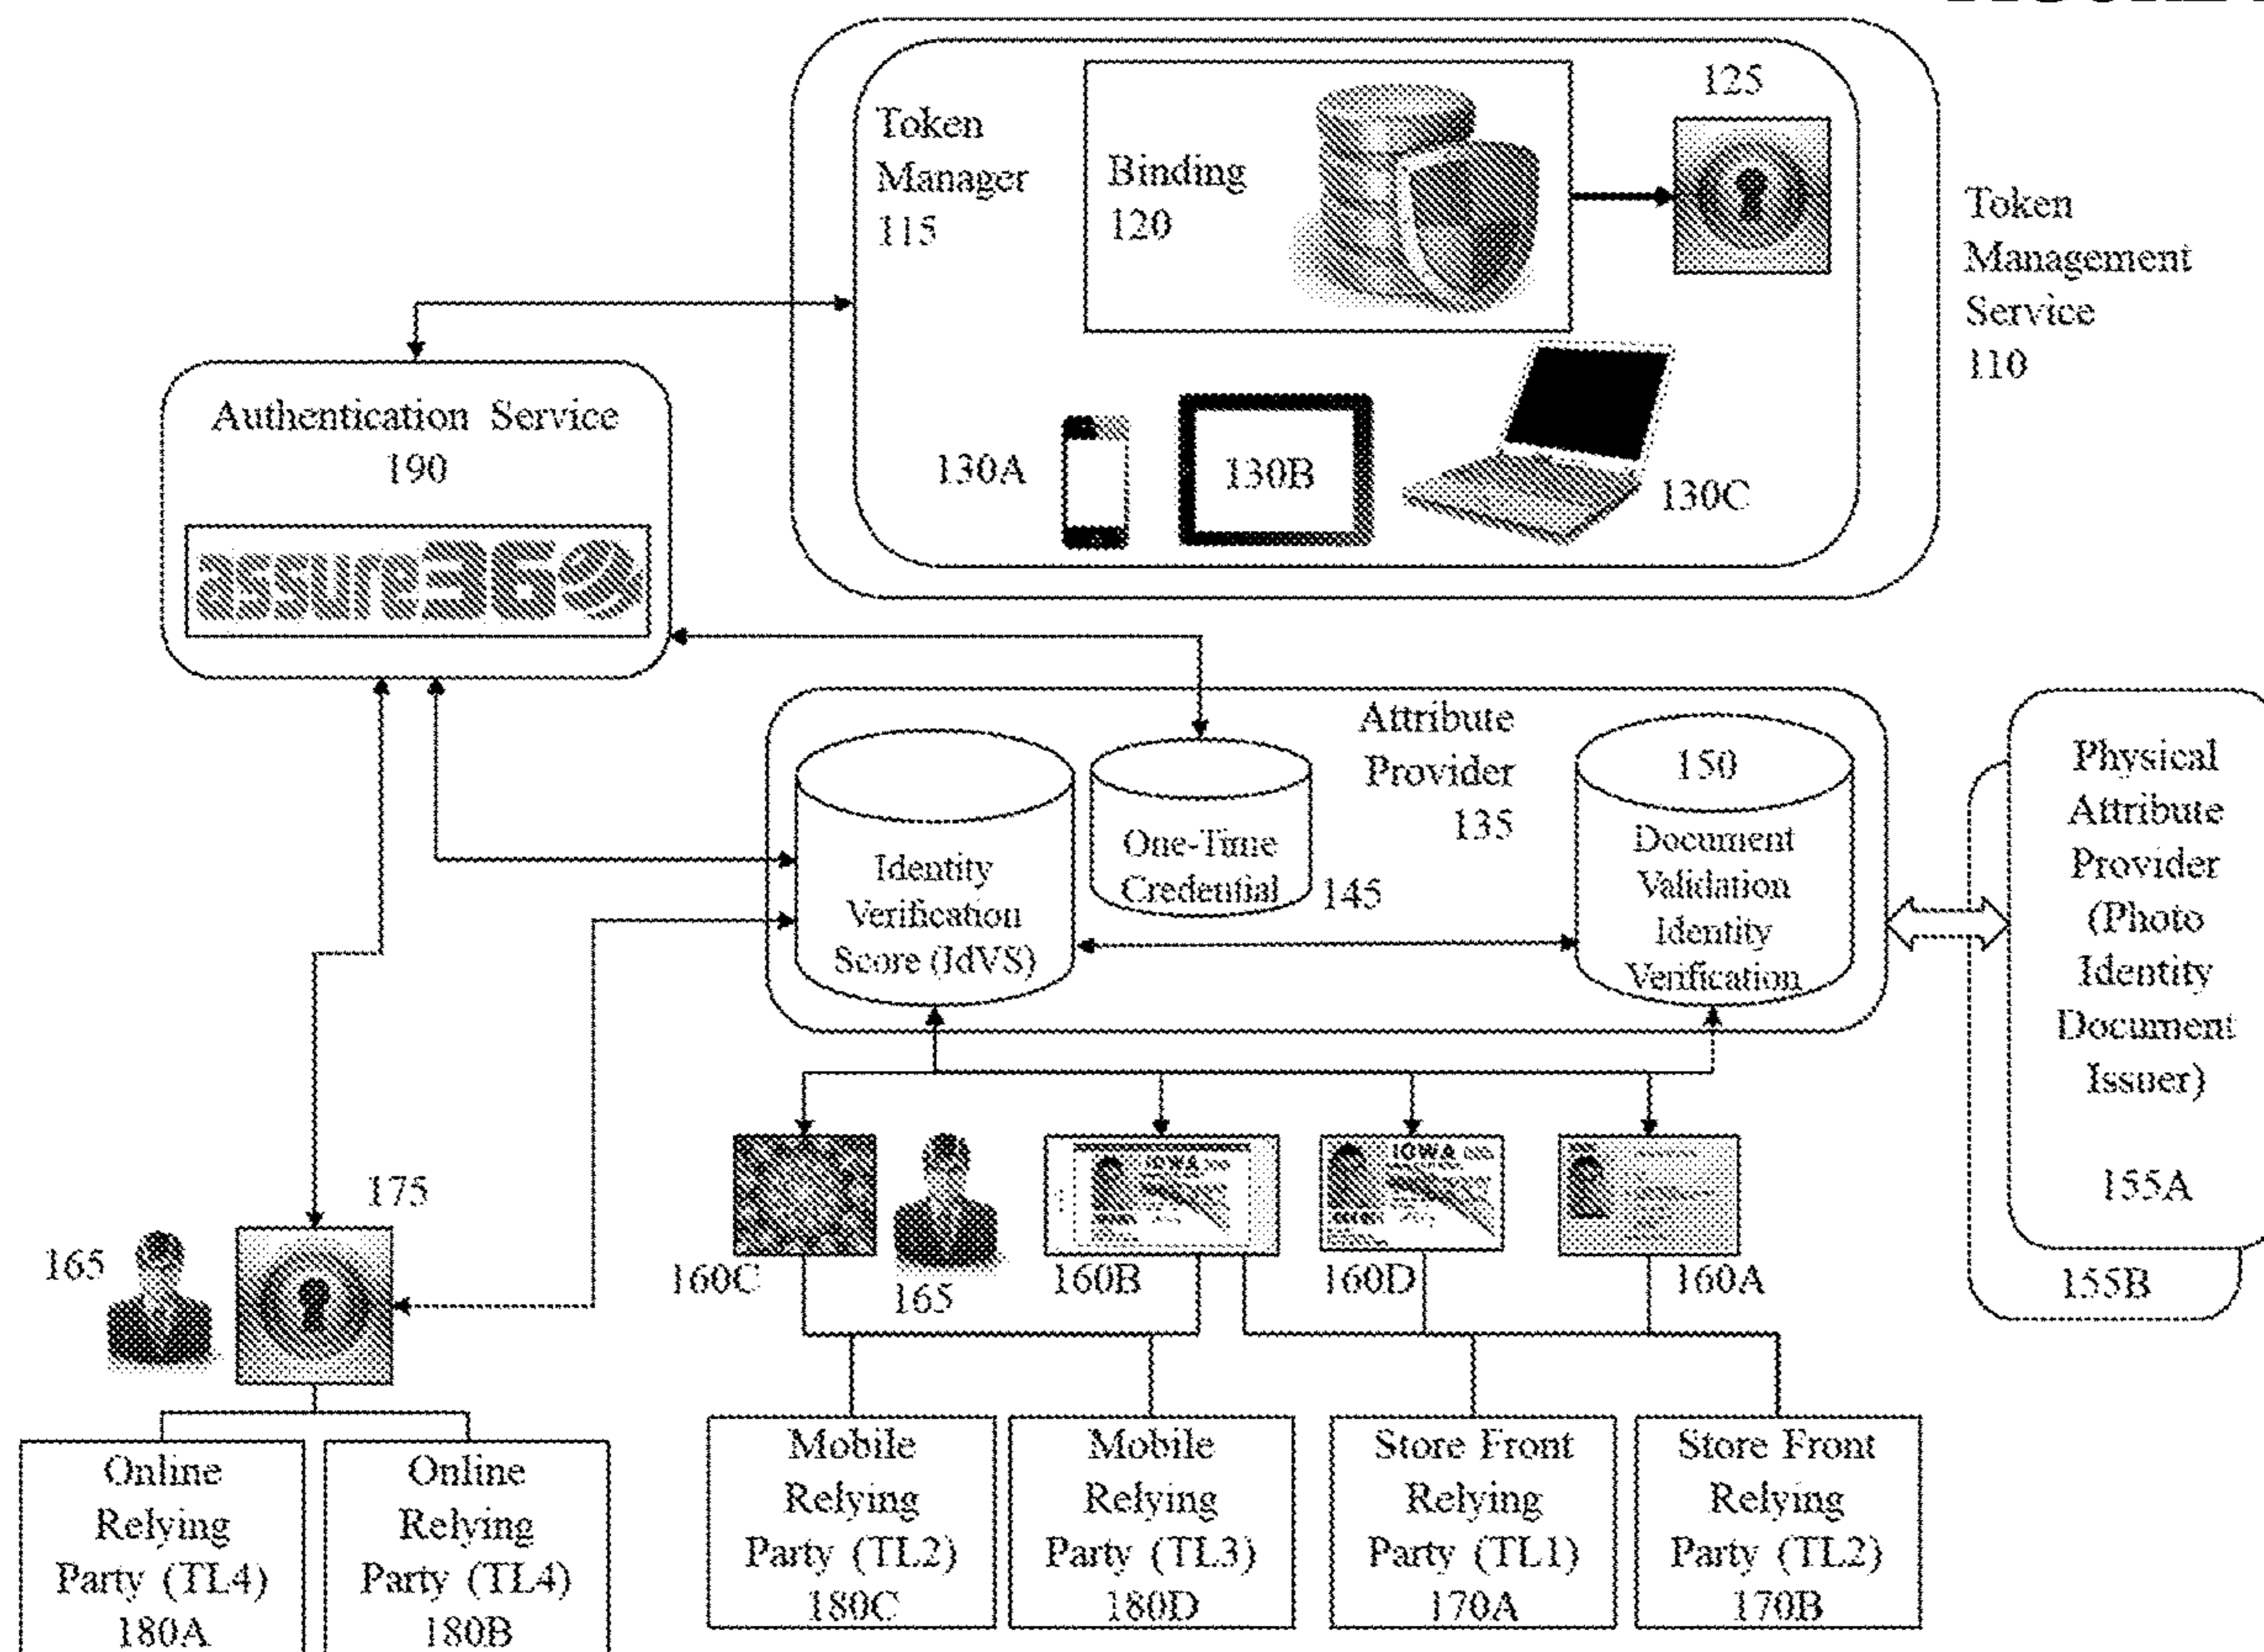 125
Token
Manager
115
Binding
120
Token
Management
Service
110
130A
130B
130C
Authentication Service
190
assure36
Attribute
Provider
135
150
Identity
Verification
Score (IdVS)
One-Time
Credential
145
Document
Validation
Identity
Verification
Physical
Attribute
Provider
(Photo
Identity
Document
Issuer)
155A
155B
175
165
IOWA
IOWA
160C
165
160B
160D
160A
Online
Relying
Party (TL4)
180A
Online
Relying
Party (TL4)
180B
Mobile
Relying
Party (TL2)
180C
Mobile
Relying
Party (TL3)
180D
Store Front
Relying
Party (TL1)
170A
Store Front
Relying
Party (TL2)
170B